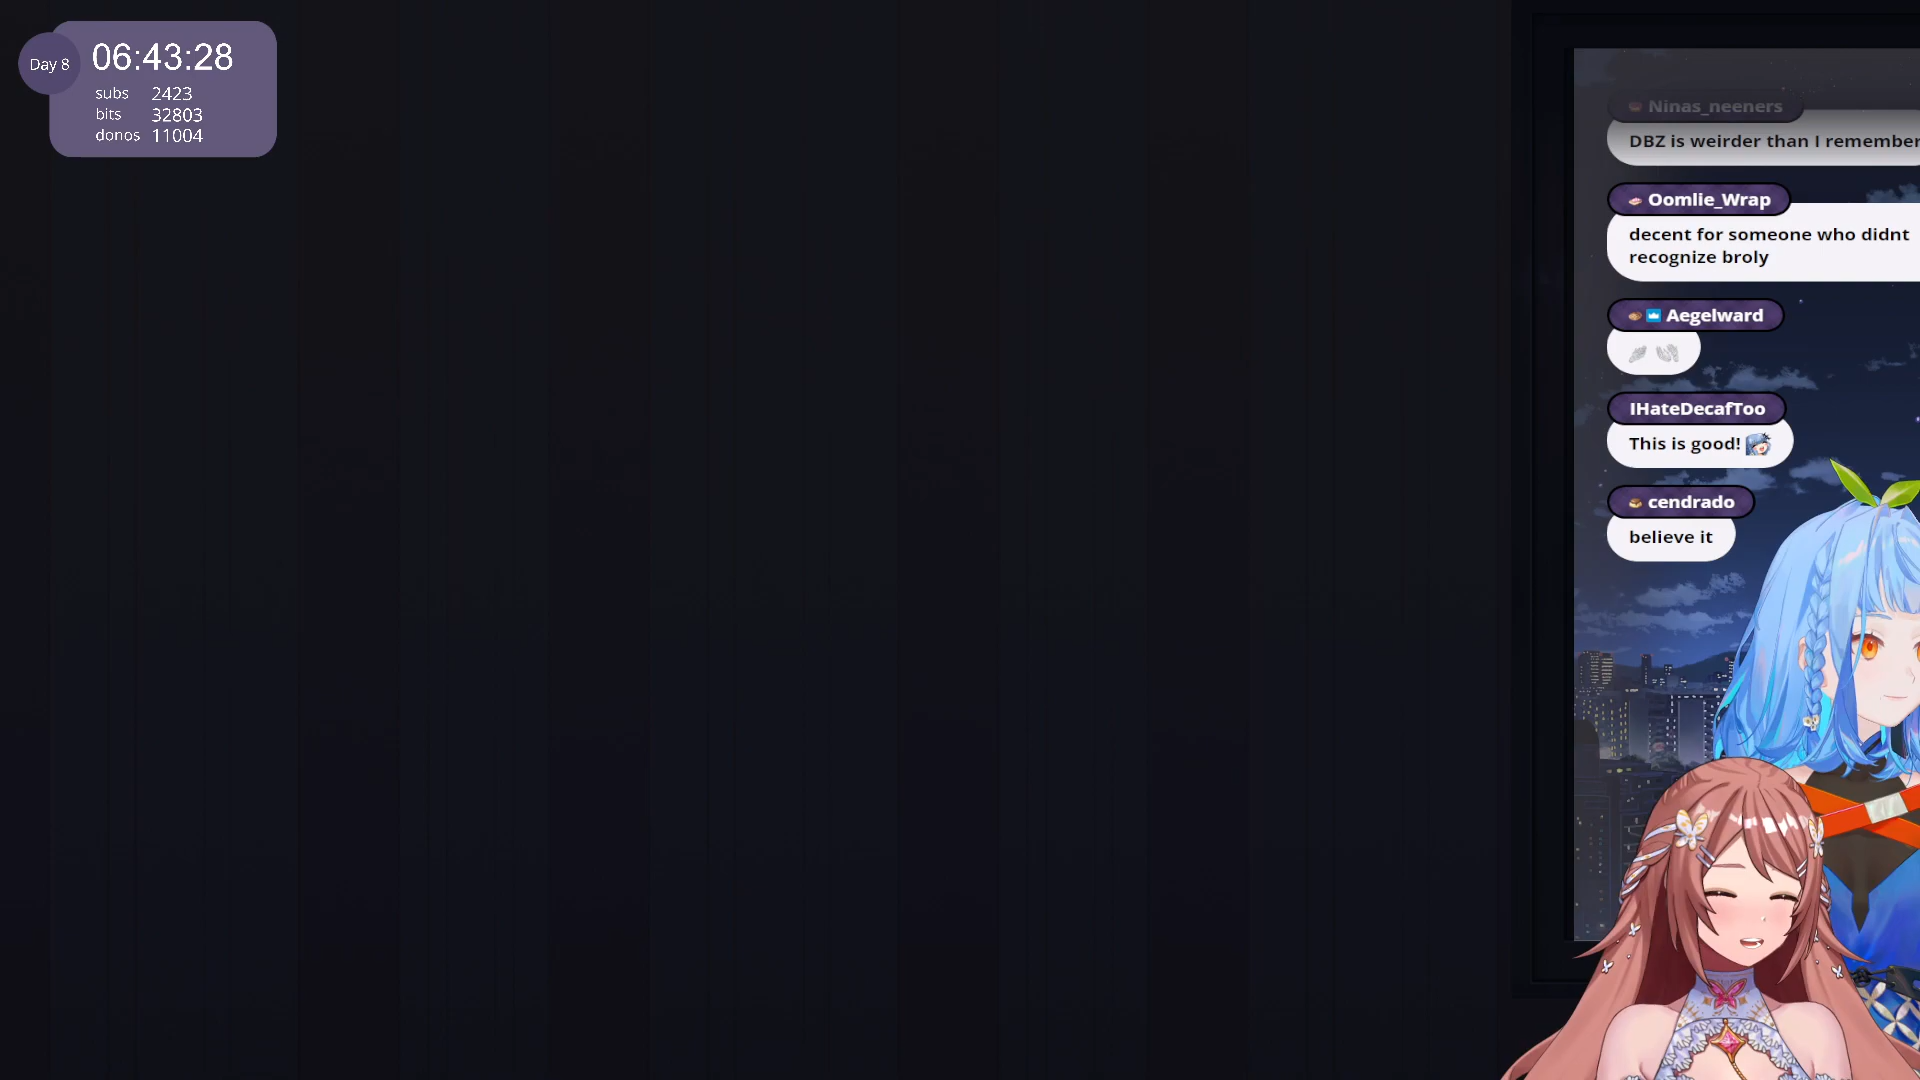 Day 8
06:43:28
subs 2423
bits 32803
donos 11004
Ninas_neeners
DBZ is weirder than I remember
Oomlie_Wrap
decent for someone who didnt
recognize broly
Aegelward
IHateDecafToo
This is good!
cendrado
believe it